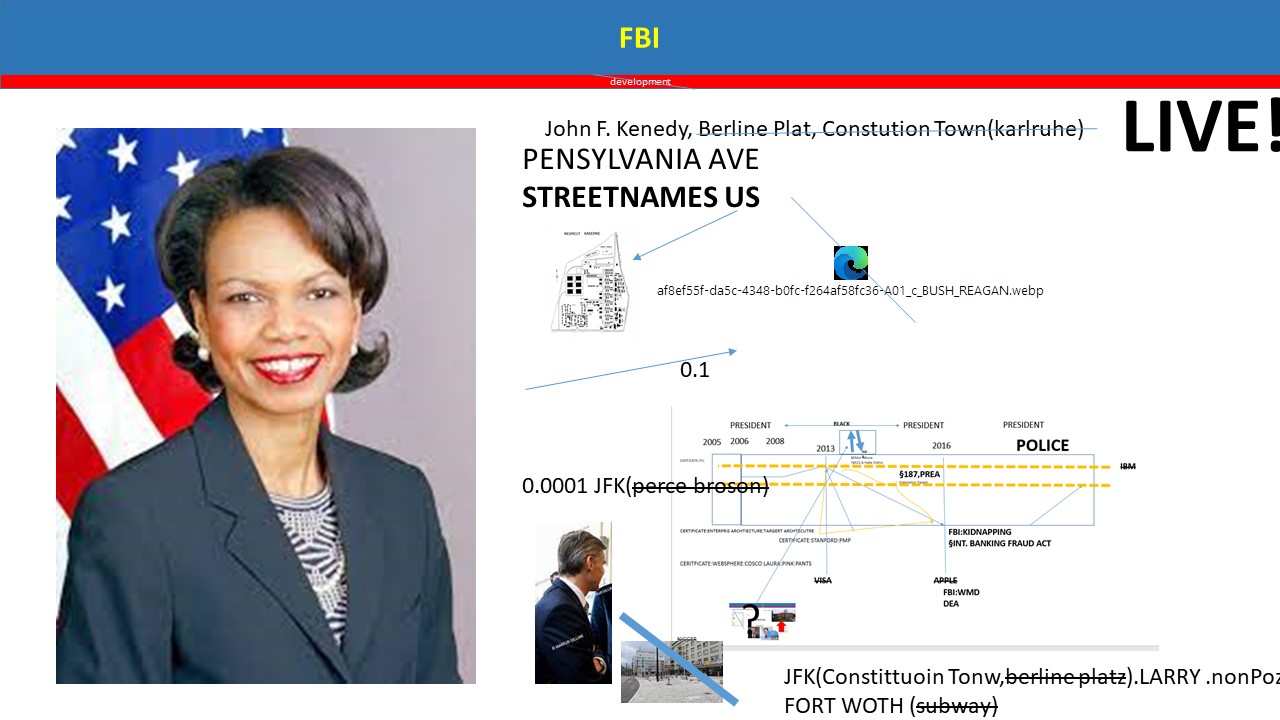 FBI
development
LIVE!
John F. Kenedy, Berline Plat, Constution Town(karlruhe)
PENSYLVANIA AVE
STREETNAMES US
NEUREUT KASERNE
af8ef55f-da5c-4348-b0fc-f264af58fc36-A01_c_BUSH_REAGAN.webp
0.1
PRESIDENT
BLACK
PRESIDENT
PRESIDENT
2005
2006
2008
2013
2016
POLICE
IBM
§187,PREA
0.0001 JFK(perce broson)
CERTIFICATE:ENTERPRIS ARCHTIECTURE:TARGERT ARCHTECUTRE
CERTIFICATE:STANFORD:PMP
FBI:KIDNAPPING
§INT. BANKING FRAUD ACT
CERITFICATE:WEBSPHERE:COSCO:LAURA:PINK:PANTS
VISA
APPLE
FBI:WMD
DEA
?
NIGGER
JFK(Constittuoin Tonw,berline platz).LARRY .nonPoz
FORT WOTH (subway)